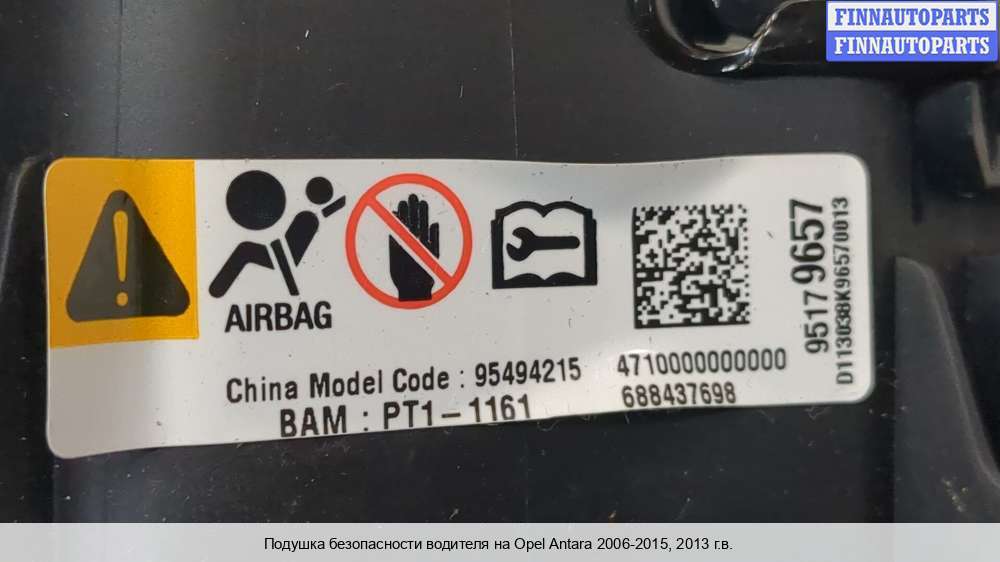 FINNAUTOPARTS
FINNAUTOPARTS
AIRBAG
China Model Code : 95494215
BAM : PT1-1161
4710000000000
688437698
95179657
D113038K96570013
Подушка безопасности водителя на Opel Antara 2006-2015, 2013 г.в.